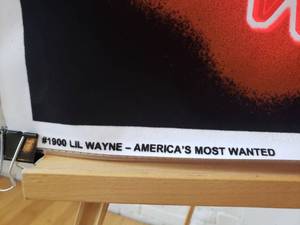 #1900 LIL WAYNE – AMERICA'S MOST WANTED